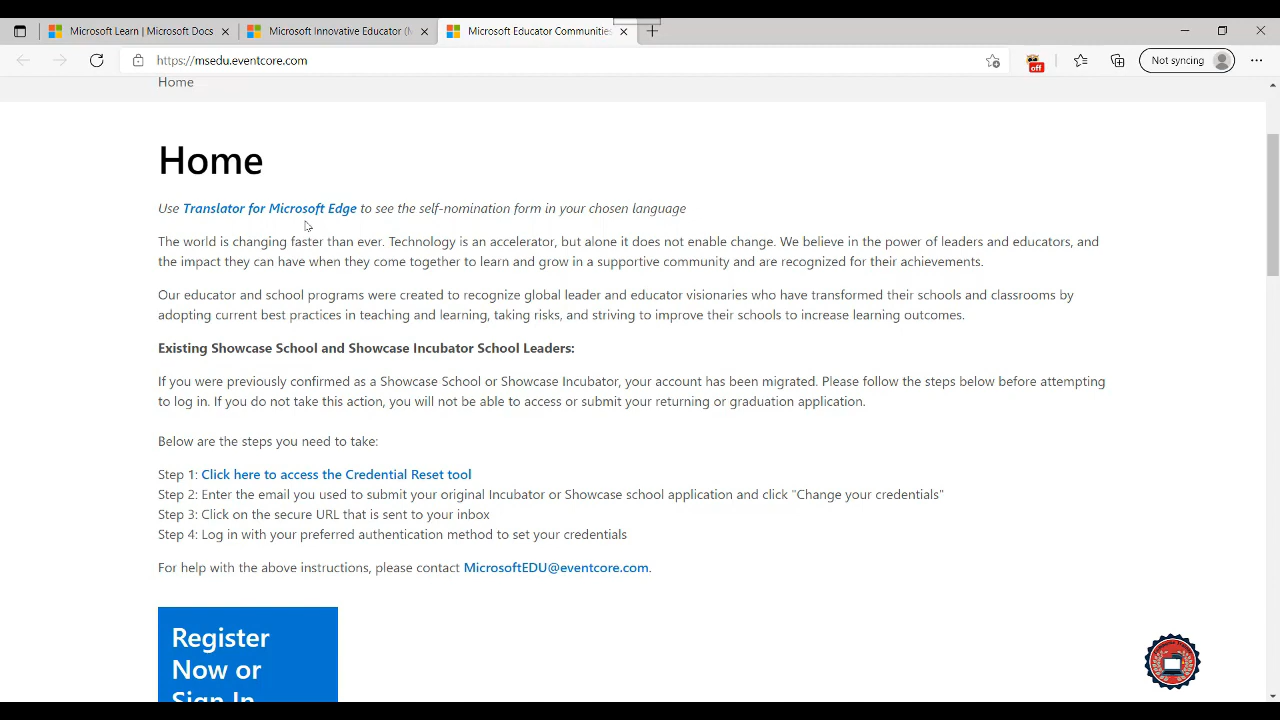 Microsoft Learn | Microsoft Docs
Microsoft Innovative Educator (
Microsoft Educator Communities
https://msedu.eventcore.com
off
Not syncing
Home
Home
Use Translator for Microsoft Edge to see the self-nomination form in your chosen language
The world is changing faster than ever. Technology is an accelerator, but alone it does not enable change. We believe in the power of leaders and educators, and
the impact they can have when they come together to learn and grow in a supportive community and are recognized for their achievements.
Our educator and school programs were created to recognize global leader and educator visionaries who have transformed their schools and classrooms by
adopting current best practices in teaching and learning, taking risks, and striving to improve their schools to increase learning outcomes.
Existing Showcase School and Showcase Incubator School Leaders:
If you were previously confirmed as a Showcase School or Showcase Incubator, your account has been migrated. Please follow the steps below before attempting
to log in. If you do not take this action, you will not be able to access or submit your returning or graduation application.
Below are the steps you need to take:
Step 1: Click here to access the Credential Reset tool
Step 2: Enter the email you used to submit your original Incubator or Showcase school application and click "Change your credentials"
Step 3: Click on the secure URL that is sent to your inbox
Step 4: Log in with your preferred authentication method to set your credentials
For help with the above instructions, please contact MicrosoftEDU@eventcore.com.
Register
Now or
Sign In